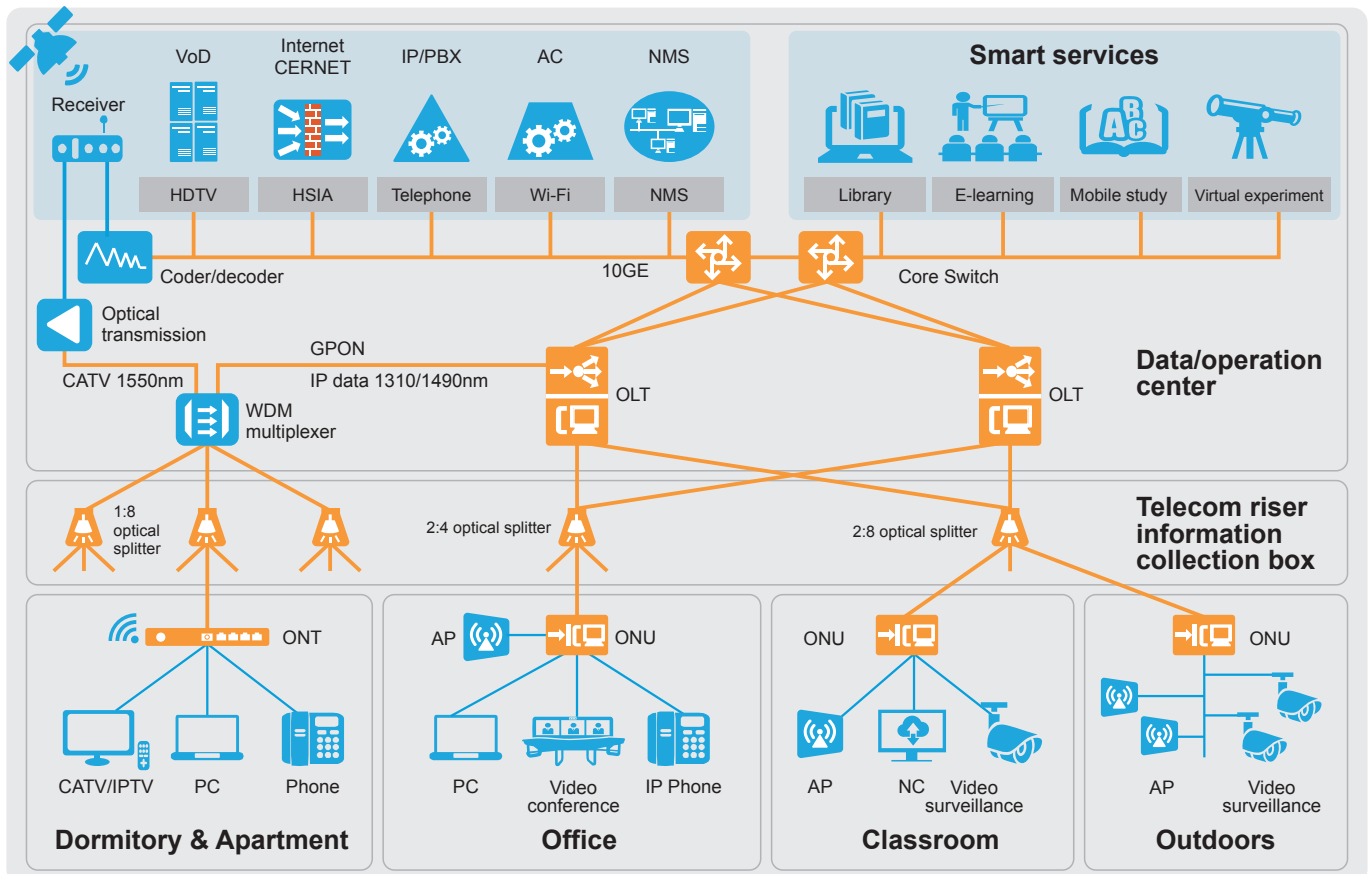 VoD
Internet
CERNET
IP/PBX
AC
NMS
Smart services
Receiver
HDTV
HSIA
Telephone
Wi-Fi
NMS
Library
E-learning
Mobile study
ABC
Virtual experiment
Coder/decoder
10GE
Core Switch
Optical
transmission
GPON
CATV 1550nm
IP data 1310/1490nm
OLT
OLT
Data/operation
center
WDM
multiplexer
1:8
optical
splitter
2:4 optical splitter
2:8 optical splitter
Telecom riser
information
collection box
ONT
AP
ONU
ONU
ONU
CATV/IPTV
PC
Phone
PC
Video
conference
IP Phone
AP
NC
Video
surveillance
AP
Video
surveillance
Dormitory & Apartment
Office
Classroom
Outdoors